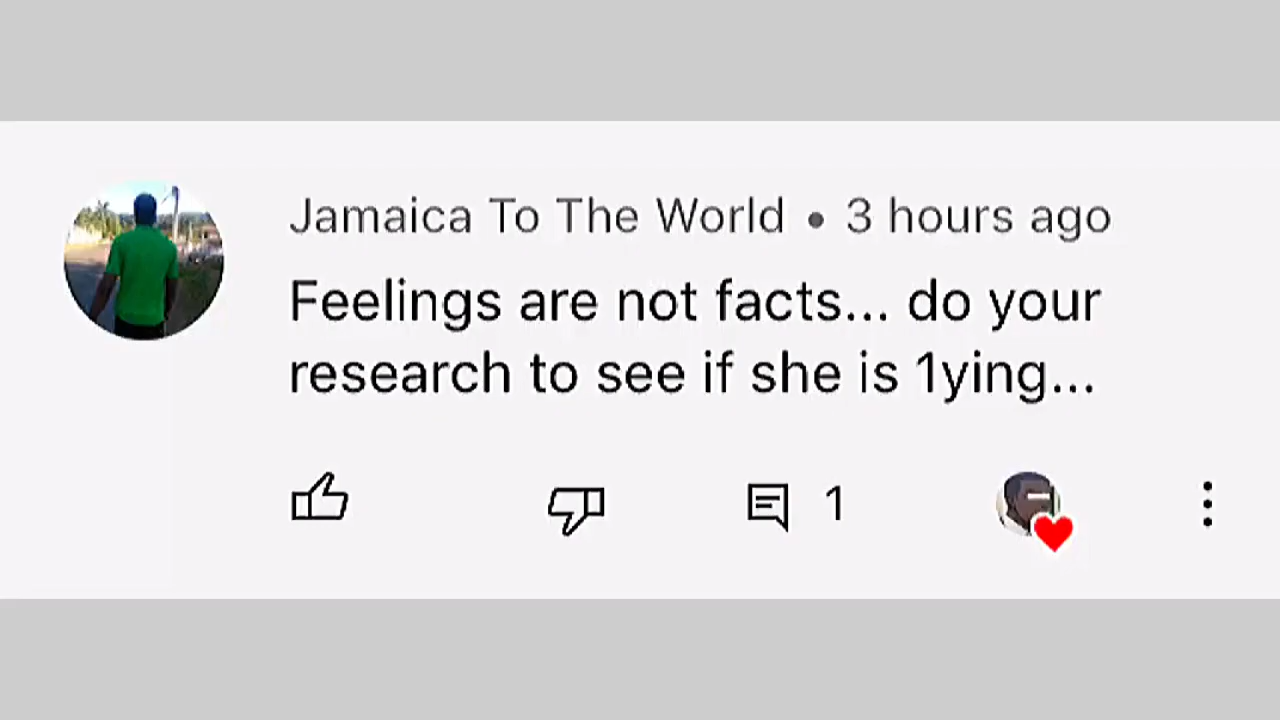 Jamaica To The World • 3 hours ago
Feelings are not facts... do your
research to see if she is 1ying...
1